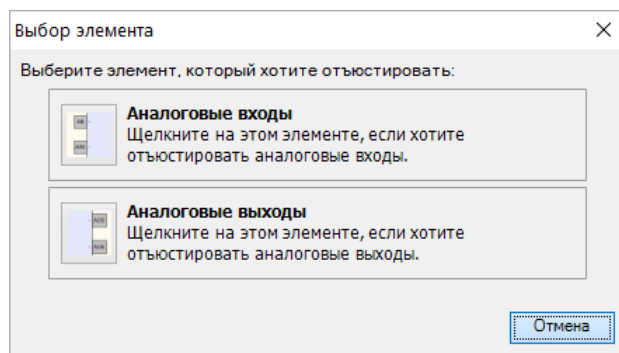 Выбор элемента
Выберите элемент, который хотите отъюстировать:
Аналоговые входы
Щелкните на этом элементе, если хотите
отъюстировать аналоговые входы.
Аналоговые выходы
Щелкните на этом элементе, если хотите
отъюстировать аналоговые выходы.
Отмена